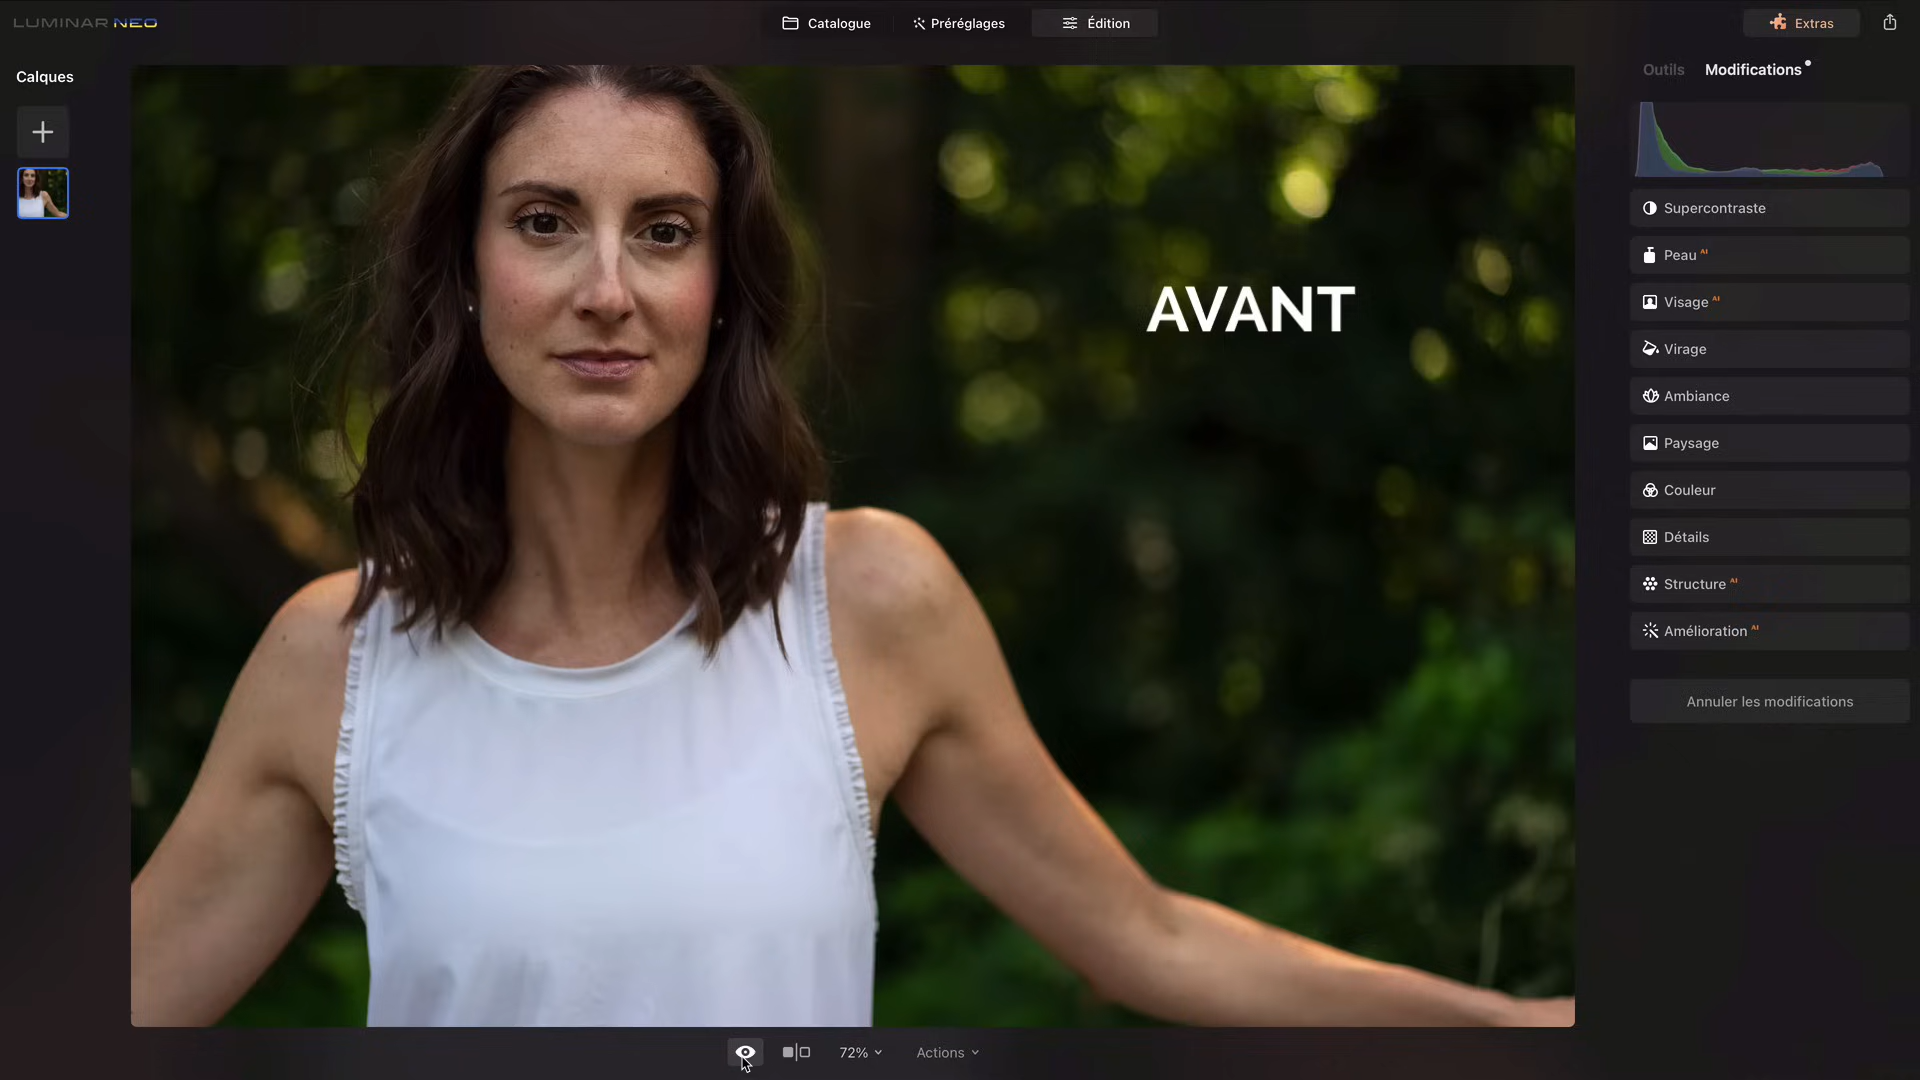 LUMINAR NEO
Catalogue
Préréglages
Édition
Extras
Calques
Outils
Modifications
Supercontraste
Peau AI
Visage AI
Virage
Ambiance
Paysage
Couleur
Détails
Structure AI
Amélioration AI
Annuler les modifications
AVANT
72%
Actions